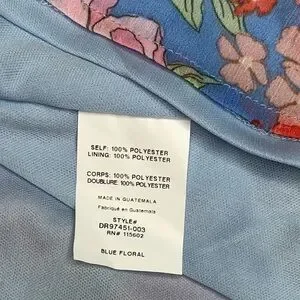 SELF: 100% POLYESTER
LINING: 100% POLYESTER
CORPS: 100% POLYESTER
DOUBLURE: 100% POLYESTER
MADE IN GUATEMALA
Fabriqué en Guatemala
STYLE#
DR97451-003
RN# 115602
BLUE FLORAL